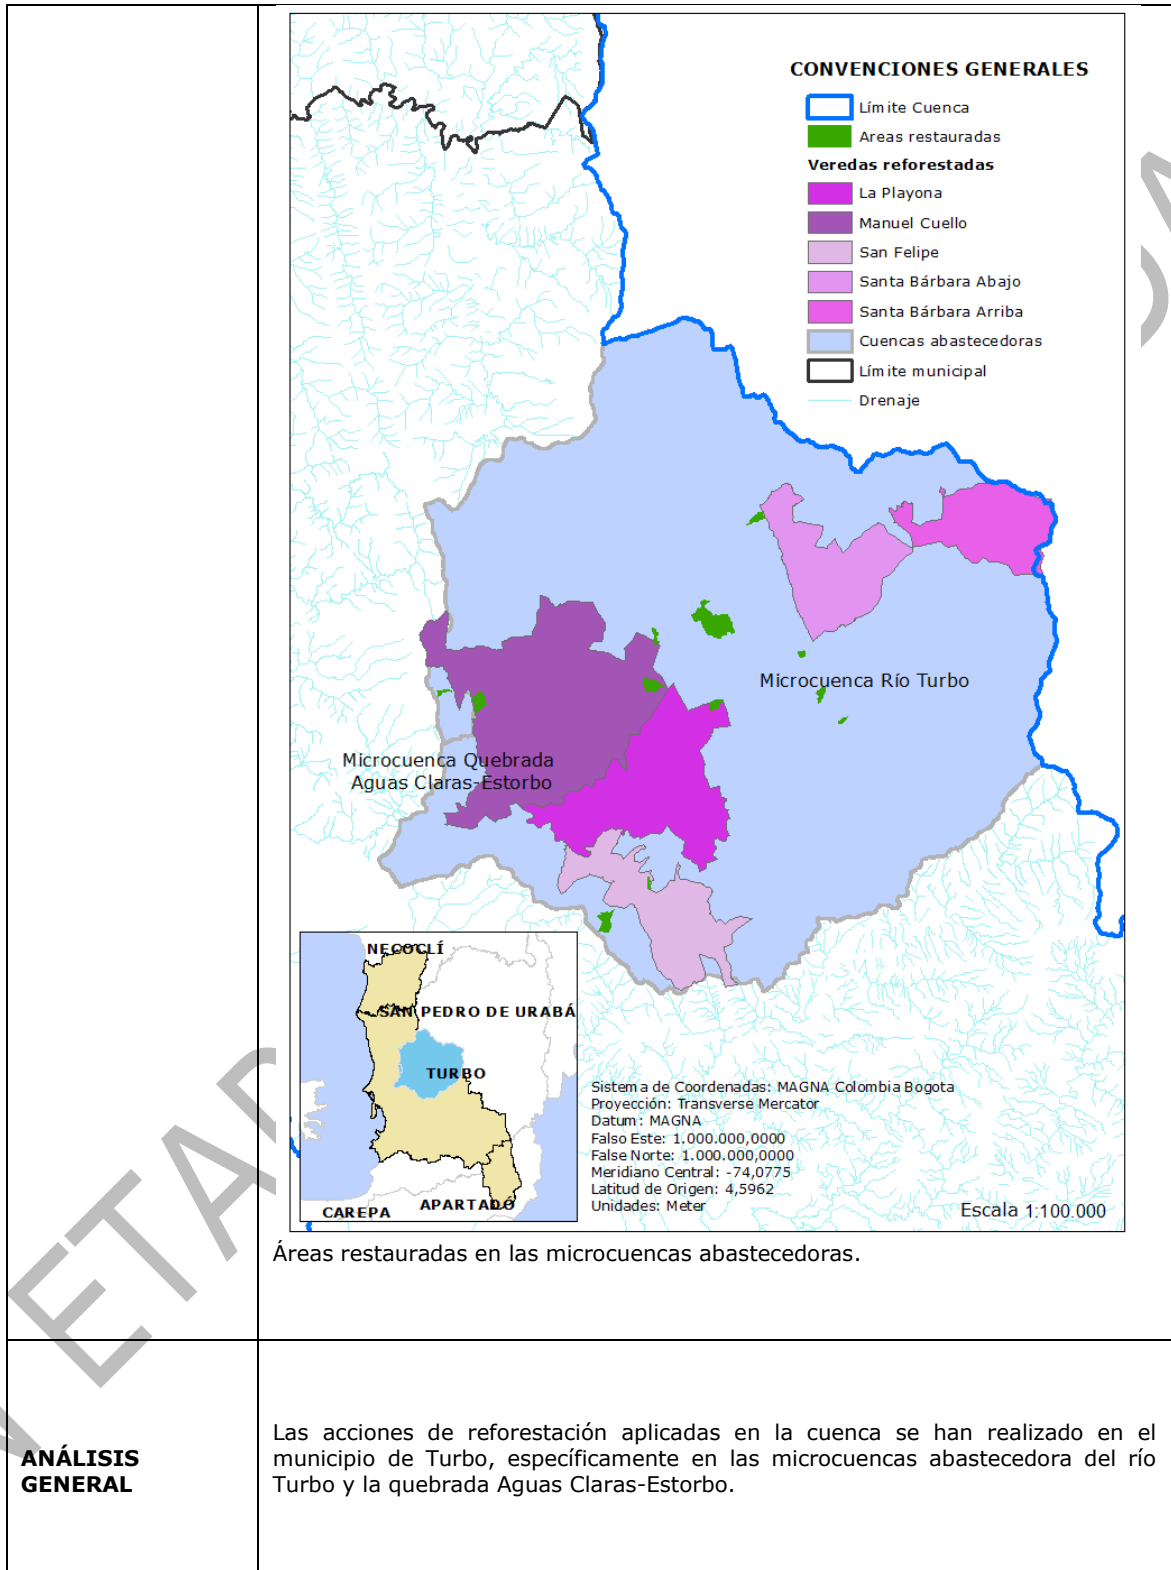 CONVENCIONES GENERALES
Límite Cuenca
Areas restauradas
Veredas reforestadas
La Playona
Manuel Cuello
San Felipe
Santa Bárbara Abajo
Santa Bárbara Arriba
Cuencas abastecedoras
Límite municipal
Drenaje
Microcuenca Río Turbo
Microcuenca Quebrada
Aguas Claras-Estorbo
NECOCLÍ
SAN PEDRO DE URABÁ
TURBO
APARTADÓ
CAREPA
Sistema de Coordenadas: MAGNA Colombia Bogota
Proyección: Transverse Mercator
Datum: MAGNA
Falso Este: 1.000.000,0000
False Norte: 1.000.000,0000
Meridiano Central: -74,0775
Latitud de Origen: 4,5962
Unidades: Meter
Escala 1:100.000
Áreas restauradas en las microcuencas abastecedoras.
ANÁLISIS
GENERAL
Las acciones de reforestación aplicadas en la cuenca se han realizado en el
municipio de Turbo, específicamente en las microcuencas abastecedora del río
Turbo y la quebrada Aguas Claras-Estorbo.